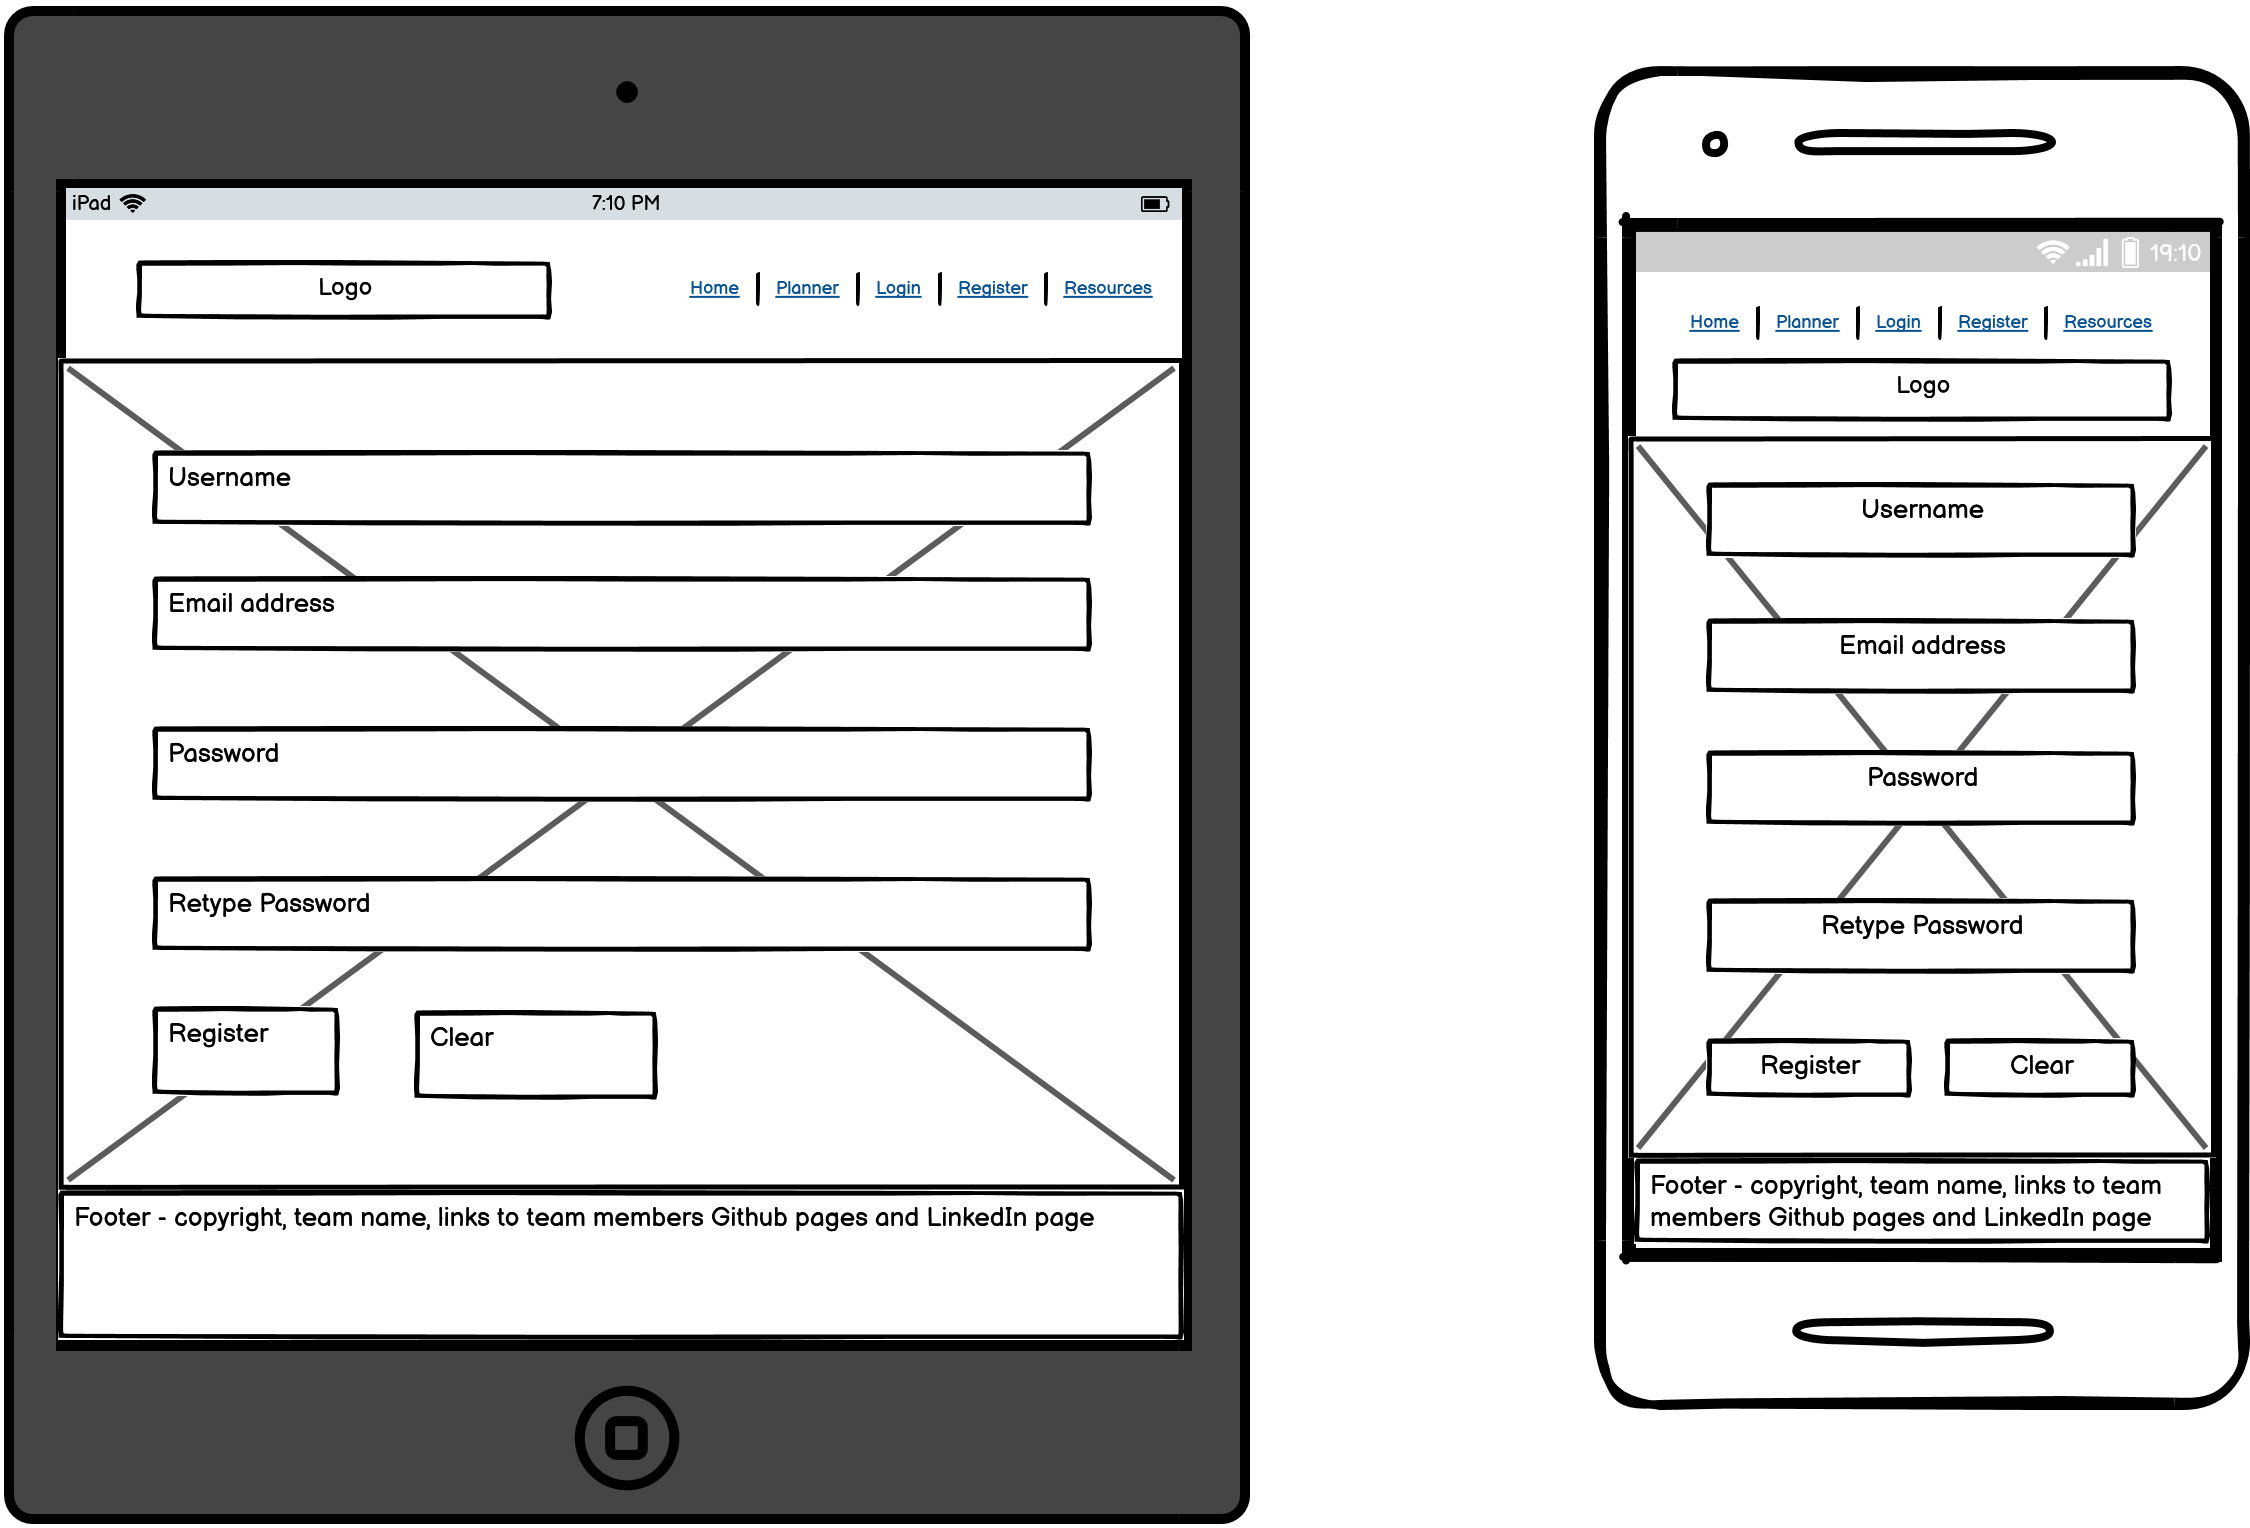 iPad 7:10 PM
Logo
Home Planner Login Register Resources
Username
Email address
Password
Retype Password
Register Clear
Footer - copyright, team name, links to team members Github pages and LinkedIn page
19:10
Home Planner Login Register Resources
Logo
Username
Email address
Password
Retype Password
Register Clear
Footer - copyright, team name, links to team
members Github pages and LinkedIn page